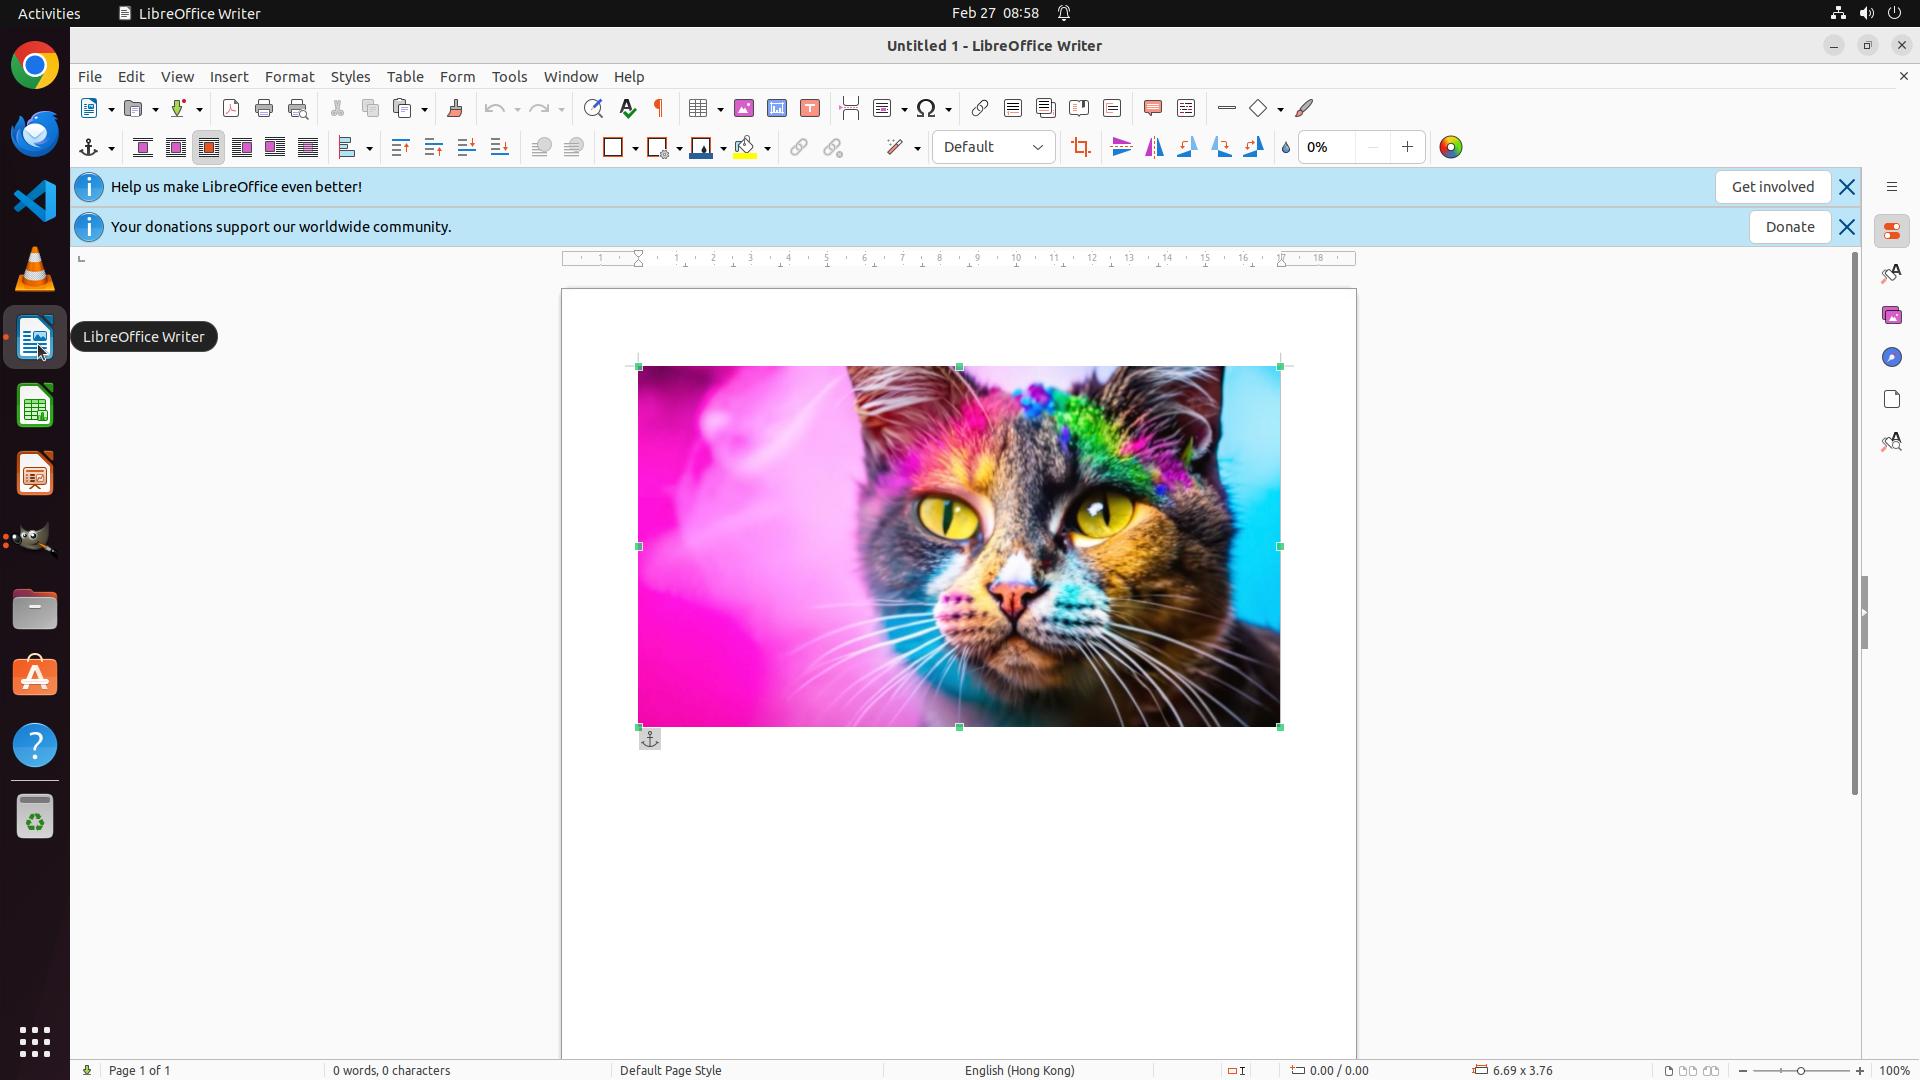 Activities
LibreOffice Writer
Feb 27 08:58
Untitled 1 - LibreOffice Writer
File Edit View Insert Format Styles Table Form Tools Window Help
Default
0%
Help us make LibreOffice even better!
Get involved
Your donations support our worldwide community.
Donate
1 1 2 3 4 5 6 7 8 9 10 11 12 13 14 15 16 17 18
LibreOffice Writer
Page 1 of 1
0 words, 0 characters
Default Page Style
English (Hong Kong)
0.00 / 0.00
6.69 x 3.76
100%